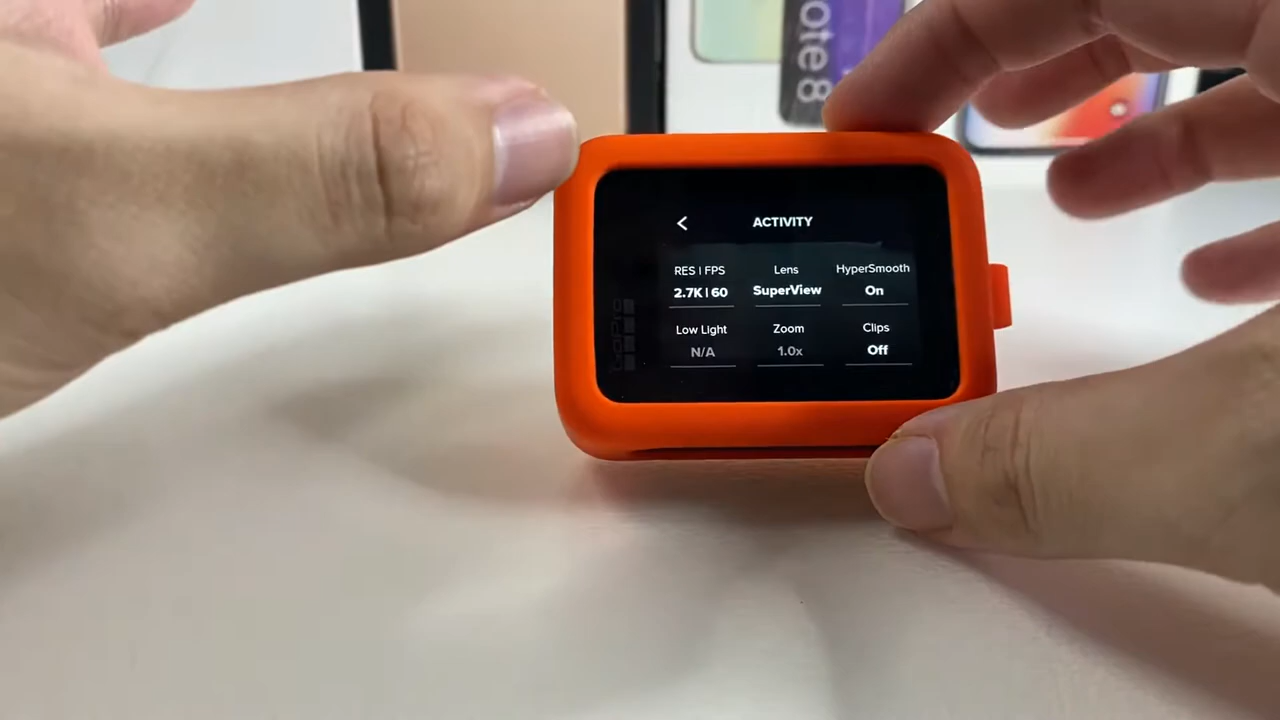 ote 8
< ACTIVITY
RES | FPS Lens HyperSmooth
2.7K | 60 SuperView On
Low Light Zoom Clips
N/A 1.0x Off
GoPro